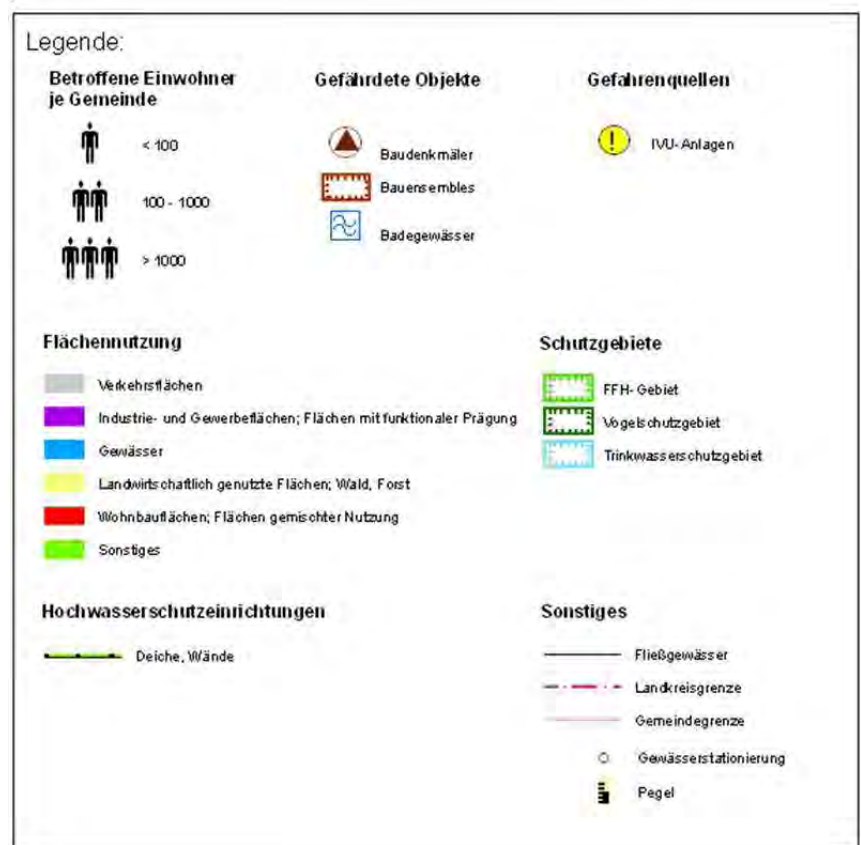 Legende:
Betroffene Einwohner
je Gemeinde
< 100
100 - 1000
> 1000
Gefährdete Objekte
Baudenkmäler
Bauensembles
Badegewässer
Gefahrenquellen
!
IVU-Anlagen
Flächennutzung
Verkehrsflächen
Industrie- und Gewerbeflächen; Flächen mit funktionaler Prägung
Gewässer
Landwirtschaftlich genutzte Flächen; Wald, Forst
Wohnbauflächen; Flächen gemischter Nutzung
Sonstiges
Schutzgebiete
FFH-Gebiet
Vogelschutzgebiet
Trinkwasserschutzgebiet
Hochwasserschutzeinrichtungen
Deiche, Wände
Sonstiges
Fließgewässer
Landkreisgrenze
Gemeindegrenze
Gewässerstationierung
Pegel